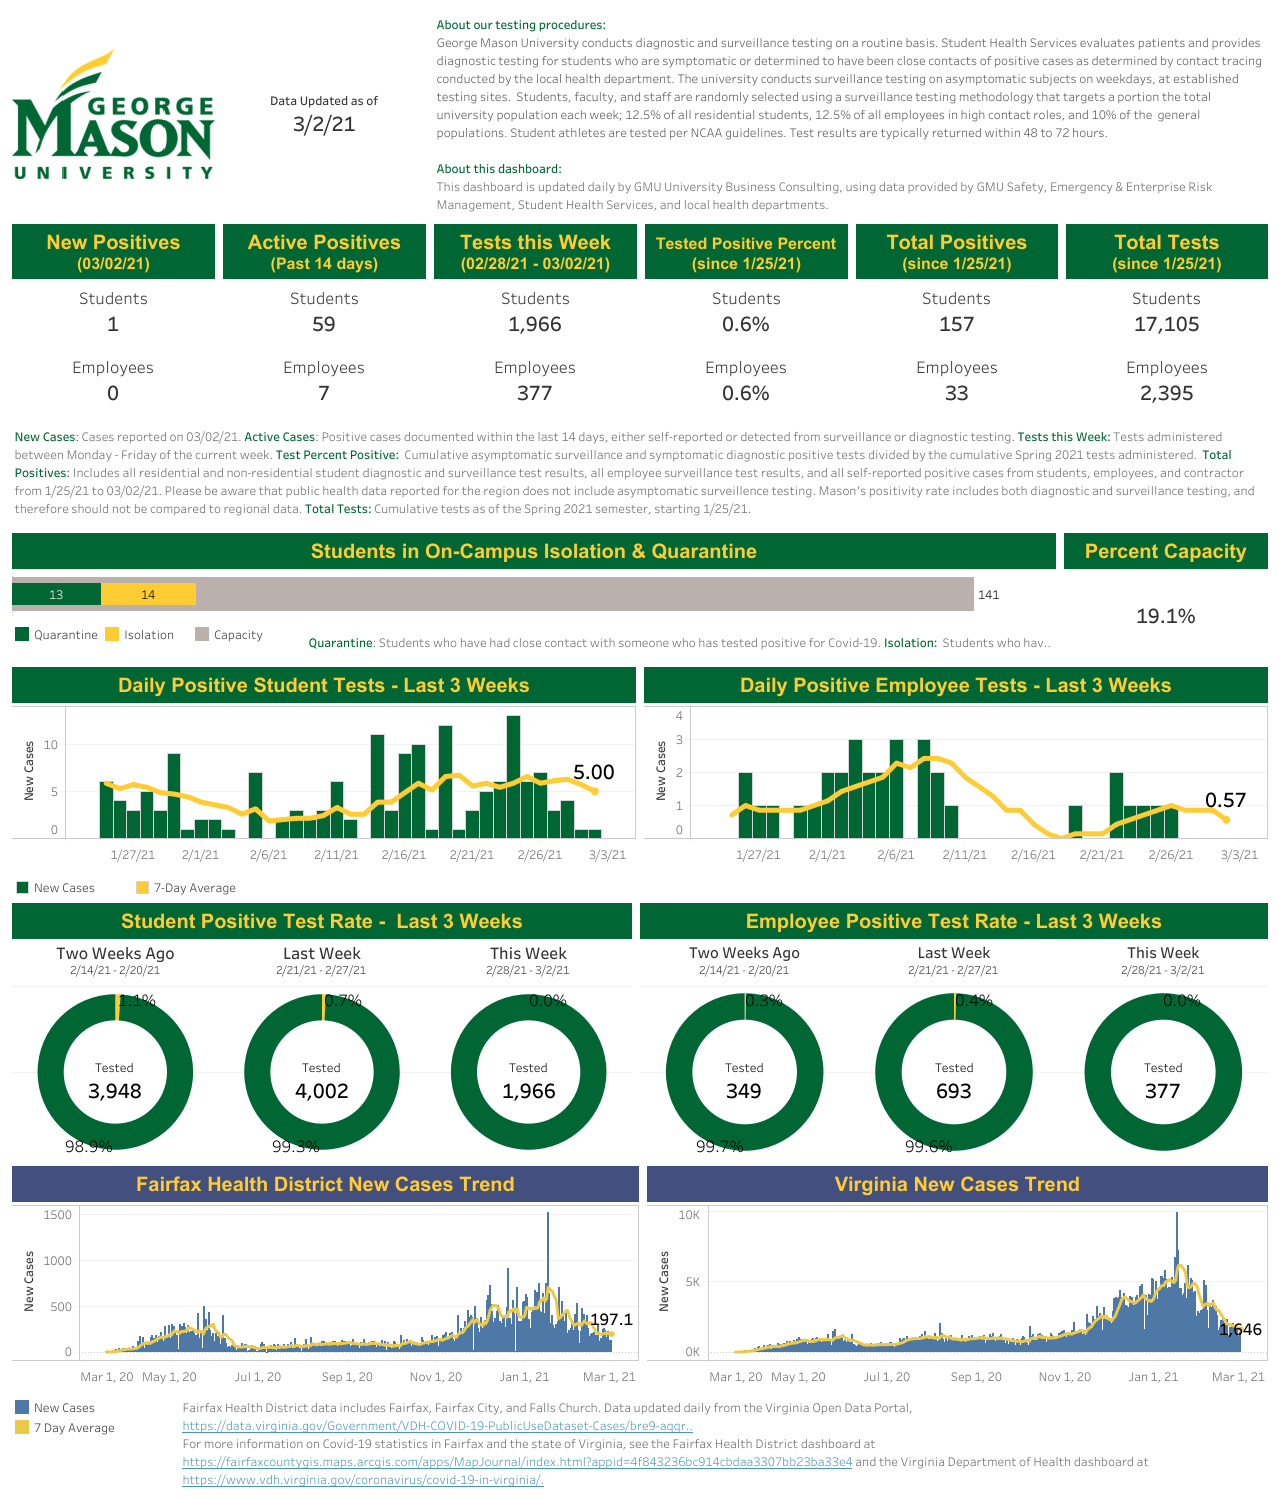 About our testing procedures:
George Mason University conducts diagnostic and surveillance testing on a routine basis. Student Health Services evaluates patients and provides
diagnostic testing for students who are symptomatic or determined to have been close contacts of positive cases as determined by contact tracing
conducted by the local health department. The university conducts surveillance testing on asymptomatic subjects on weekdays, at established
testing sites. Students, faculty, and staff are randomly selected using a surveillance testing methodology that targets a portion the total
university population each week; 12.5% of all residential students, 12.5% of all employees in high contact roles, and 10% of the general
populations. Student athletes are tested per NCAA guidelines. Test results are typically returned within 48 to 72 hours.
GEORGE
MASON
UNIVERSITY
Data Updated as of
3/2/21
About this dashboard:
This dashboard is updated daily by GMU University Business Consulting, using data provided by GMU Safety, Emergency & Enterprise Risk
Management, Student Health Services, and local health departments.
New Positives
(03/02/21)
Active Positives
(Past 14 days)
Tests this Week
(02/28/21 - 03/02/21)
Tested Positive Percent
(since 1/25/21)
Total Positives
(since 1/25/21)
Total Tests
(since 1/25/21)
Students Students Students Students Students Students
1 59 1,966 0.6% 157 17,105
Employees Employees Employees Employees Employees Employees
0 7 377 0.6% 33 2,395
New Cases: Cases reported on 03/02/21. Active Cases: Positive cases documented within the last 14 days, either self-reported or detected from surveillance or diagnostic testing. Tests this Week: Tests administered
between Monday - Friday of the current week. Test Percent Positive: Cumulative asymptomatic surveillance and symptomatic diagnostic positive tests divided by the cumulative Spring 2021 tests administered. Total
Positives: Includes all residential and non-residential student diagnostic and surveillance test results, all employee surveillance test results, and all self-reported positive cases from students, employees, and contractor
from 1/25/21 to 03/02/21. Please be aware that public health data reported for the region does not include asymptomatic surveillence testing. Mason's positivity rate includes both diagnostic and surveillance testing, and
therefore should not be compared to regional data. Total Tests: Cumulative tests as of the Spring 2021 semester, starting 1/25/21.
Students in On-Campus Isolation & Quarantine
Percent Capacity
13 14 141
19.1%
Quarantine Isolation Capacity
Quarantine: Students who have had close contact with someone who has tested positive for Covid-19. Isolation: Students who hav..
Daily Positive Student Tests - Last 3 Weeks
New Cases
10
5
0
5.00
1/27/21 2/1/21 2/6/21 2/11/21 2/16/21 2/21/21 2/26/21 3/3/21
Daily Positive Employee Tests - Last 3 Weeks
New Cases
4
3
2
1
0
0.57
1/27/21 2/1/21 2/6/21 2/11/21 2/16/21 2/21/21 2/26/21 3/3/21
New Cases 7-Day Average
Student Positive Test Rate - Last 3 Weeks
Two Weeks Ago Last Week This Week
2/14/21 - 2/20/21 2/21/21 - 2/27/21 2/28/21 - 3/2/21
1.1% 0.7% 0.0%
Tested Tested Tested
3,948 4,002 1,966
98.9% 99.3%
Employee Positive Test Rate - Last 3 Weeks
Two Weeks Ago Last Week This Week
2/14/21 - 2/20/21 2/21/21 - 2/27/21 2/28/21 - 3/2/21
0.3% 0.4% 0.0%
Tested Tested Tested
349 693 377
99.7% 99.6%
Fairfax Health District New Cases Trend
New Cases
1500
1000
500
0
197.1
Mar 1, 20 May 1, 20 Jul 1, 20 Sep 1, 20 Nov 1, 20 Jan 1, 21 Mar 1, 21
Virginia New Cases Trend
New Cases
10K
5K
0K
1,646
Mar 1, 20 May 1, 20 Jul 1, 20 Sep 1, 20 Nov 1, 20 Jan 1, 21 Mar 1, 21
New Cases
7 Day Average
Fairfax Health District data includes Fairfax, Fairfax City, and Falls Church. Data updated daily from the Virginia Open Data Portal,
https://data.virginia.gov/Government/VDH-COVID-19-PublicUseDataset-Cases/bre9-aqqr..
For more information on Covid-19 statistics in Fairfax and the state of Virginia, see the Fairfax Health District dashboard at
https://fairfaxcountygis.maps.arcgis.com/apps/MapJournal/index.html?appid=4f843236bc914cbdaa3307bb23ba33e4 and the Virginia Department of Health dashboard at
https://www.vdh.virginia.gov/coronavirus/covid-19-in-virginia/.